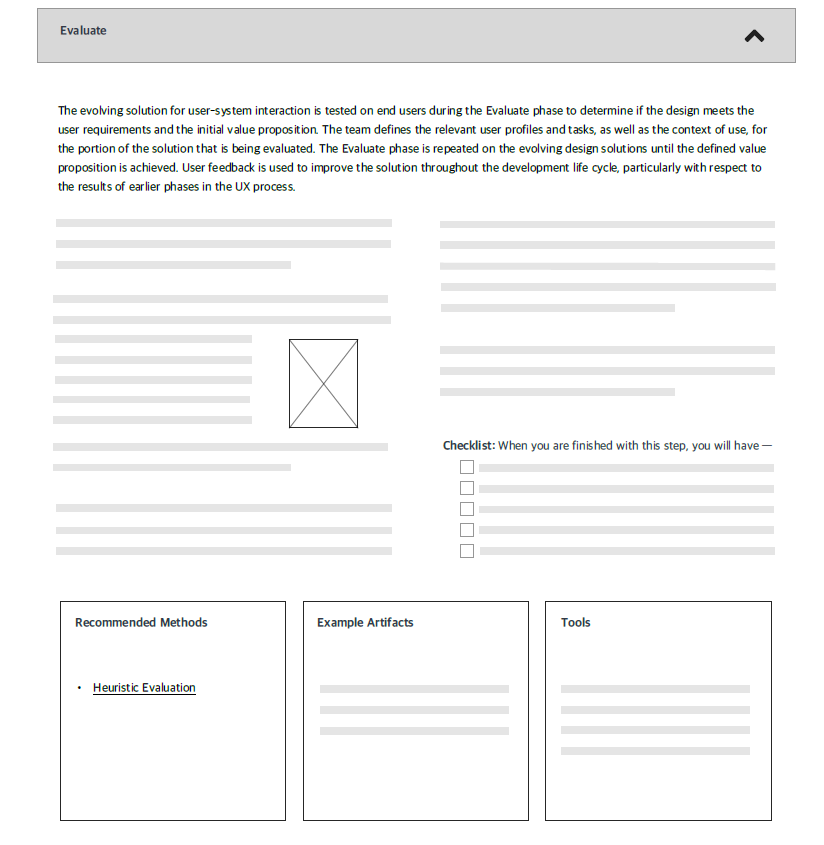 Evaluate
The evolving solution for user-system interaction is tested on end users during the Evaluate phase to determine if the design meets the
user requirements and the initial value proposition. The team defines the relevant user profiles and tasks, as well as the context of use, for
the portion of the solution that is being evaluated. The Evaluate phase is repeated on the evolving design solutions until the defined value
proposition is achieved. User feedback is used to improve the solution throughout the development life cycle, particularly with respect to
the results of earlier phases in the UX process.
Checklist: When you are finished with this step, you will have —
Recommended Methods
• Heuristic Evaluation
Example Artifacts
Tools